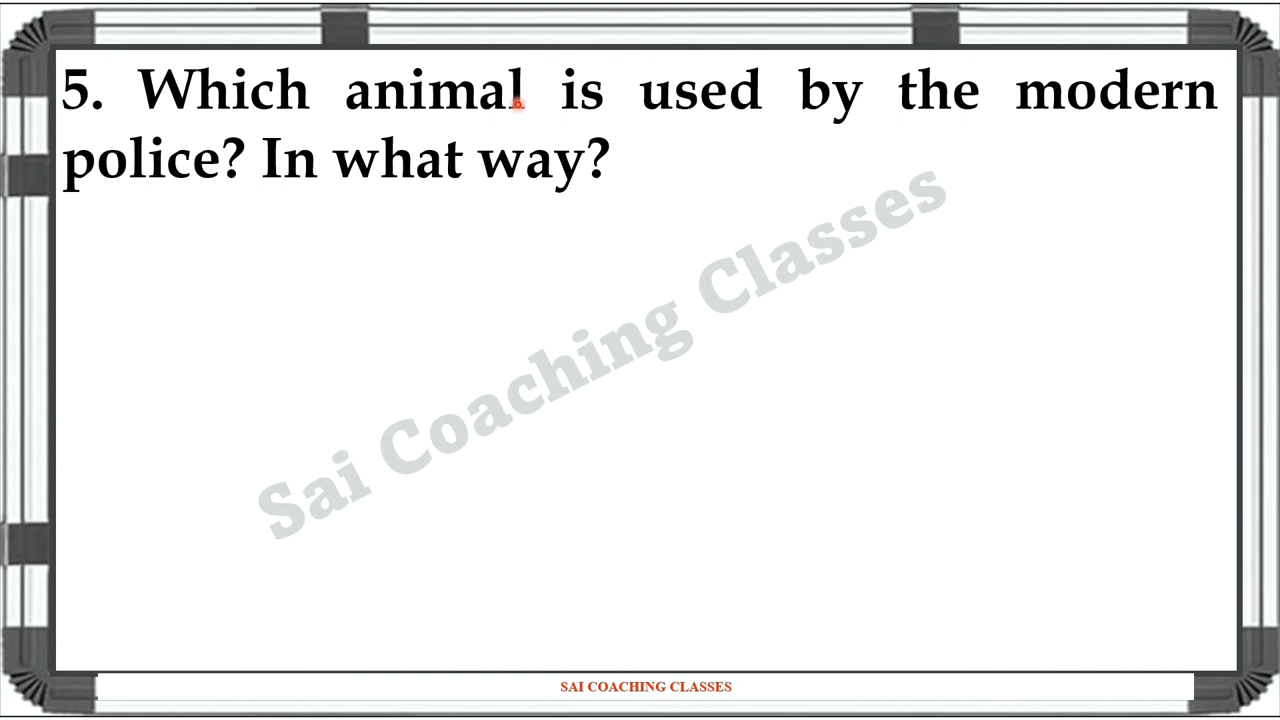 5. Which animal is used by the modern
police? In what way?
Sai Coaching Classes
SAI COACHING CLASSES